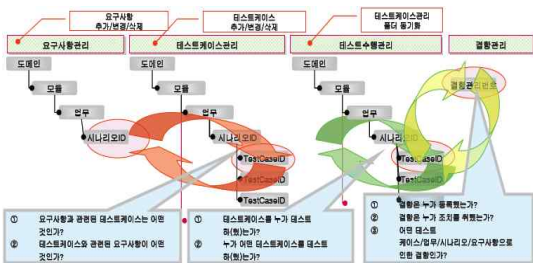 요구사항
추가/변경/삭제
테스트케이스
추가/변경/삭제
테스트케이스관리
폴더 동기화
요구사항관리
테스트케이스관리
테스트수행관리
결함관리
도메인
모듈
업무
시나리오ID
도메인
모듈
업무
시나리오ID
TestCaseID
TestCaseID
TestCaseID
도메인
모듈
업무
시나리오ID
TestCaseID
TestCaseID
TestCaseID
결함관리번호
① 요구사항과 관련된 테스트케이스는 어떤
것인가?
② 테스트케이스와 관련된 요구사항이 어떤
것인가?
① 테스트케이스를 누가 테스트
하(했)는가?
② 누가 어떤 테스트케이스를 테스트
하(했)는가?
① 결함은 누가 등록했는가?
② 결함은 누가 조치를 취했는가?
③ 어떤 테스트
케이스/업무/시나리오/요구사항으로
인한 결함인가?